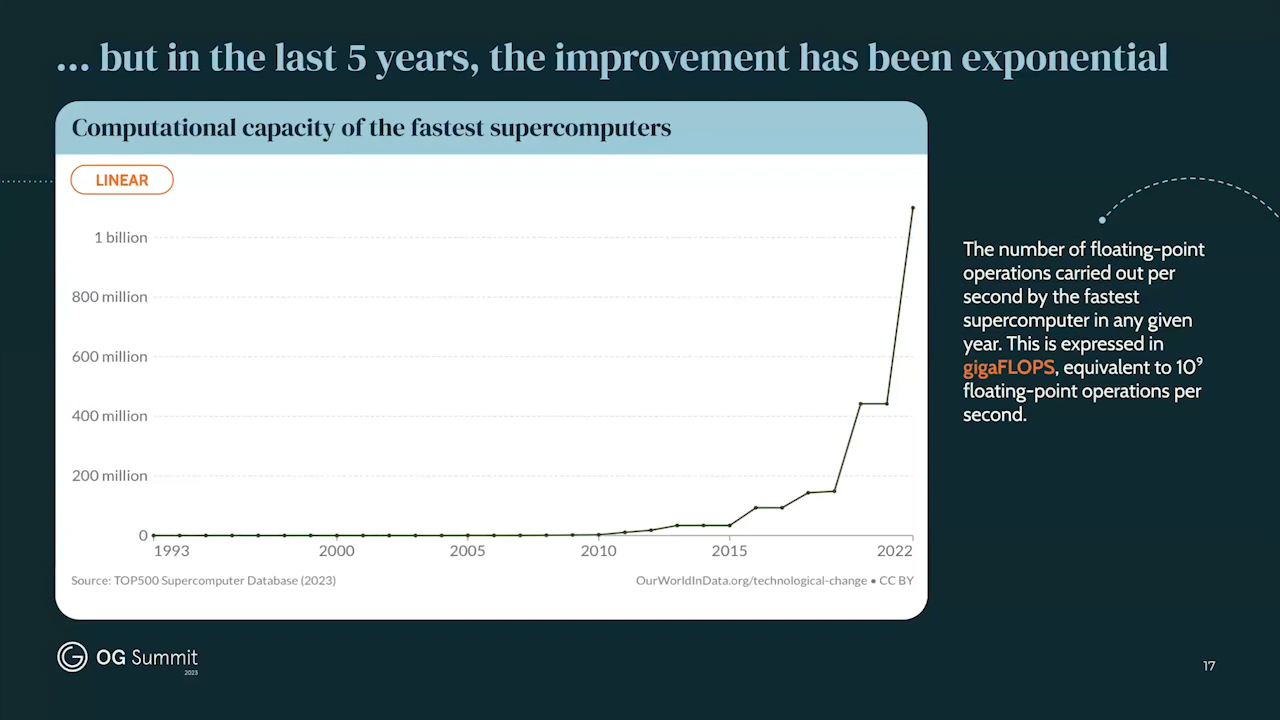 ... but in the last 5 years, the improvement has been exponential
Computational capacity of the fastest supercomputers
LINEAR
1 billion
800 million
600 million
400 million
200 million
0
1993
2000
2005
2010
2015
2022
Source: TOP500 Supercomputer Database (2023)
OurWorldInData.org/technological-change • CC BY
The number of floating-point
operations carried out per
second by the fastest
supercomputer in any given
year. This is expressed in
gigaFLOPS, equivalent to 10⁹
floating-point operations per
second.
OG Summit
2023
17